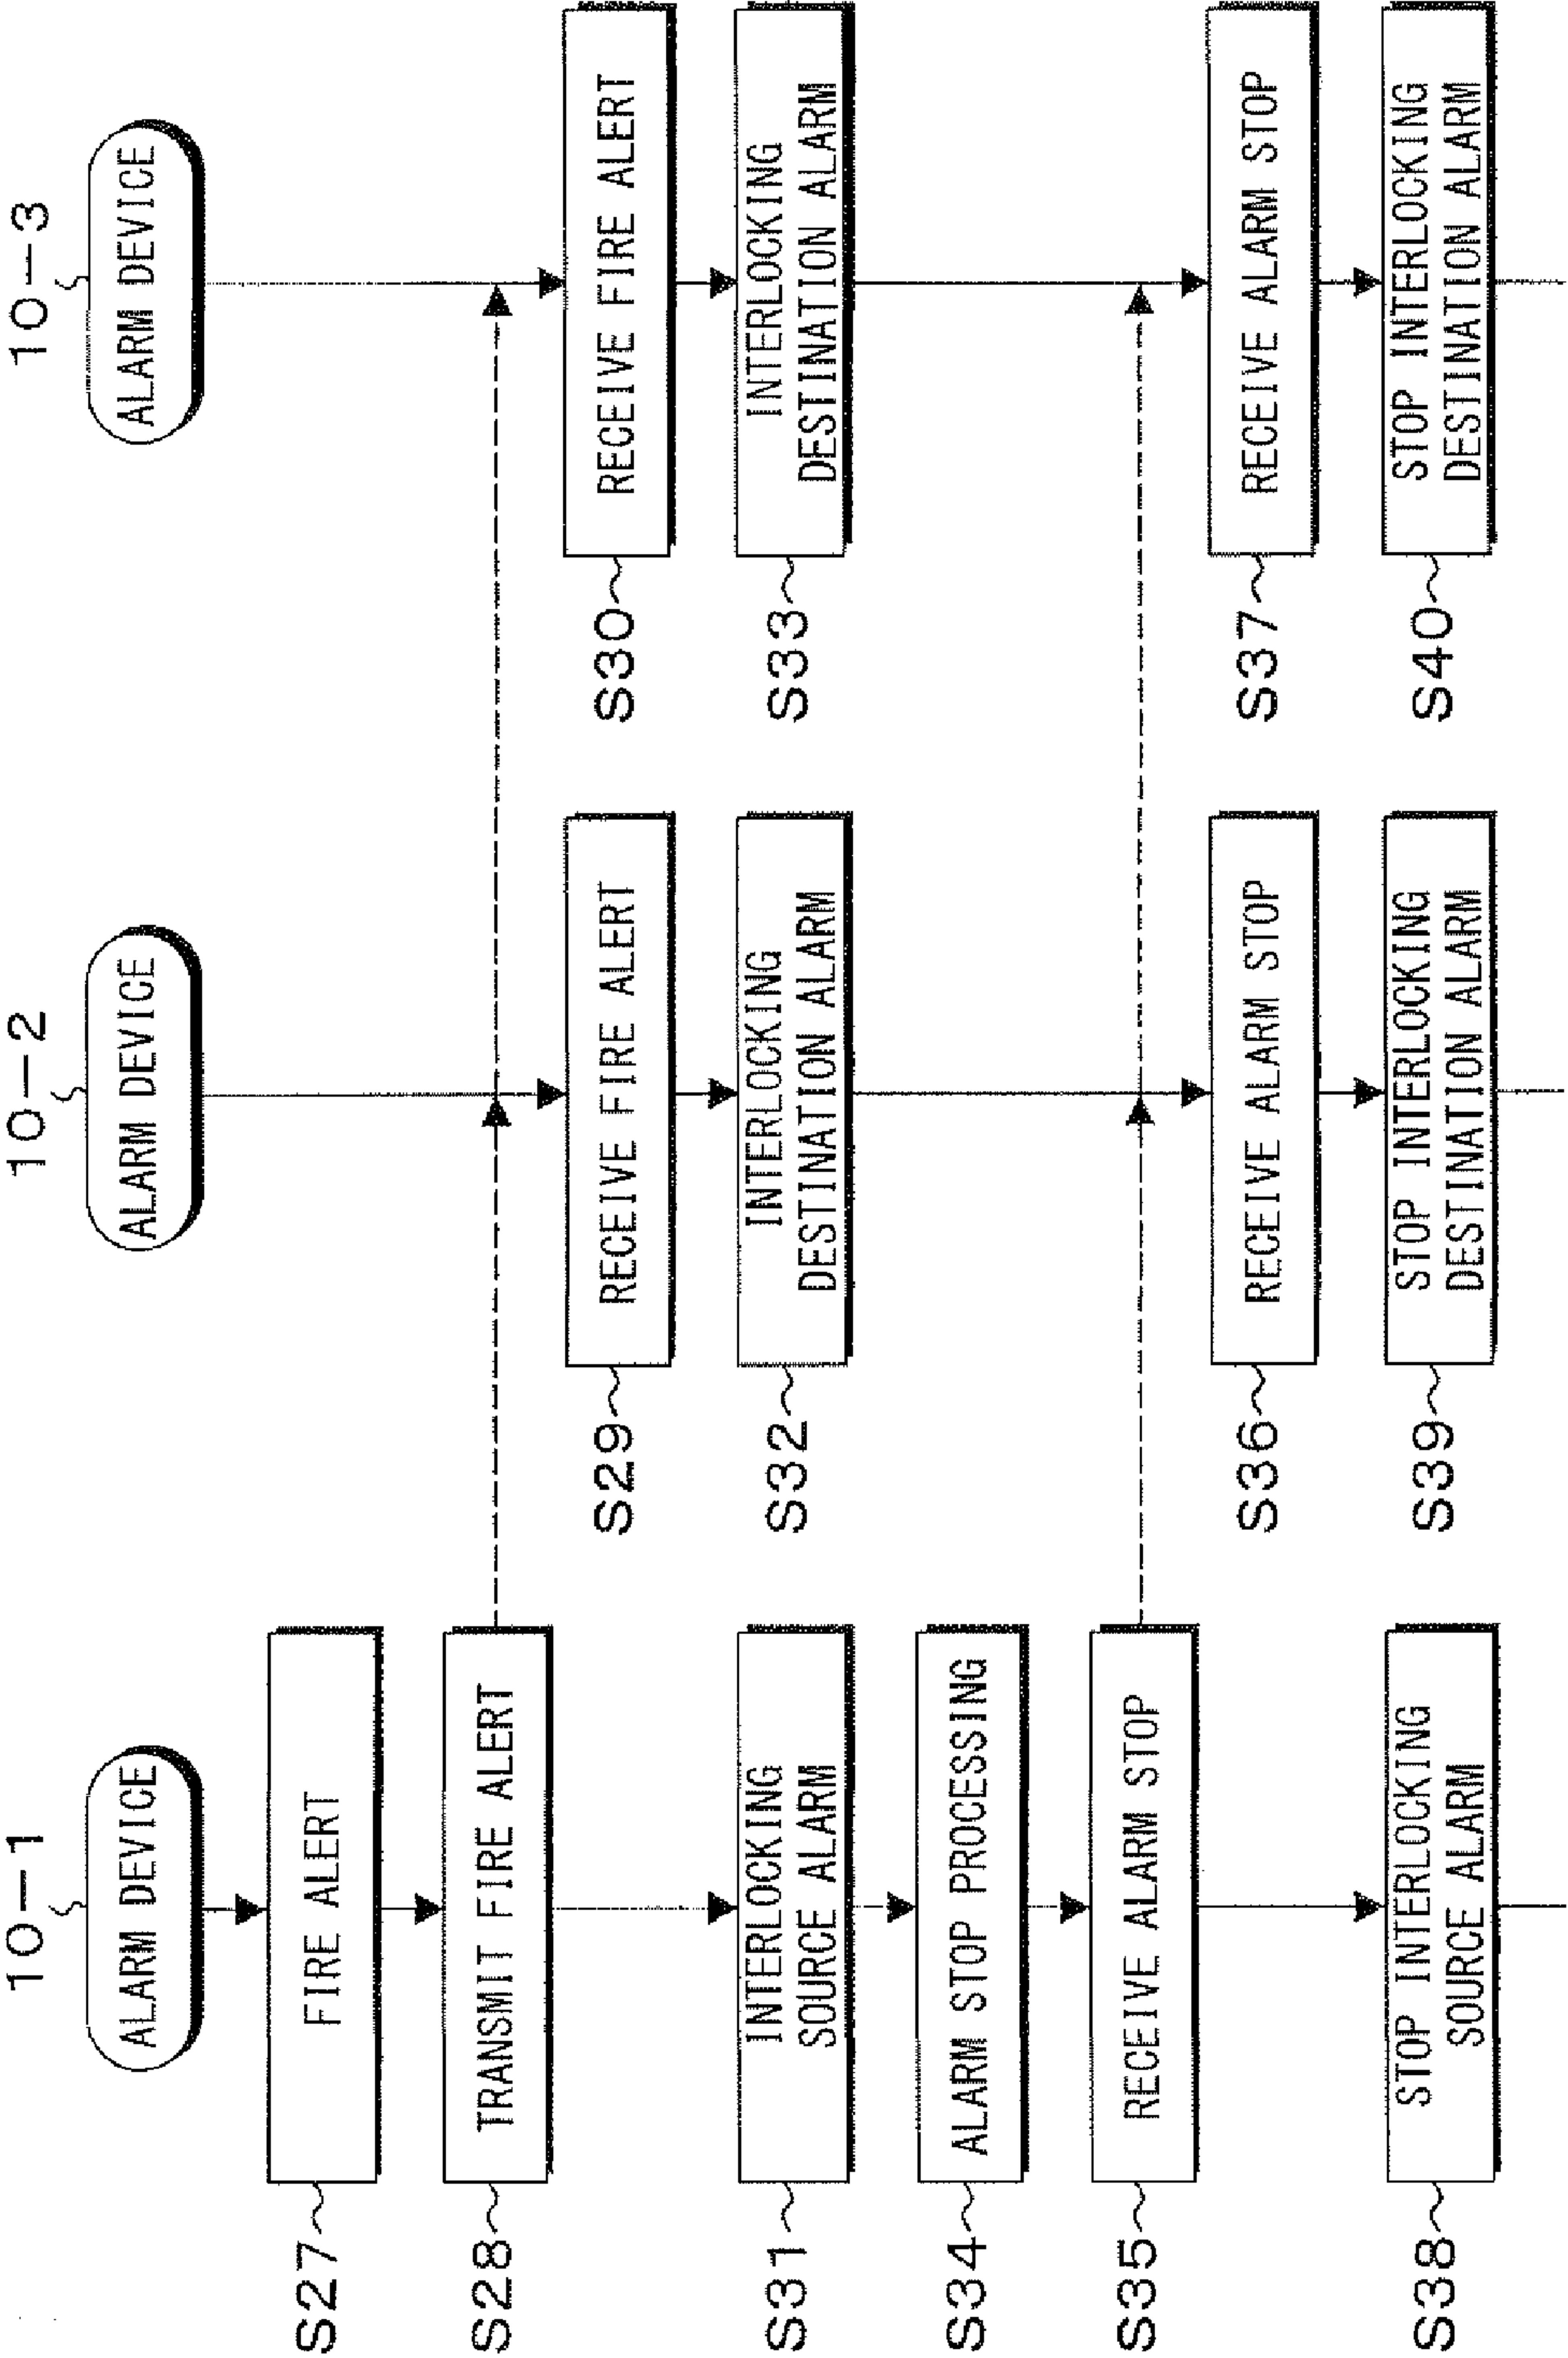 10-1
ALARM DEVICE
S27
FIRE ALERT
S28
TRANSMIT FIRE ALERT
S31
INTERLOCKING
SOURCE ALARM
S34
ALARM STOP PROCESSING
S35
RECEIVE ALARM STOP
S38
STOP INTERLOCKING
SOURCE ALARM
10-2
ALARM DEVICE
S29
RECEIVE FIRE ALERT
S32
INTERLOCKING
DESTINATION ALARM
S36
RECEIVE ALARM STOP
S39
STOP INTERLOCKING
DESTINATION ALARM
10-3
ALARM DEVICE
S30
RECEIVE FIRE ALERT
S33
INTERLOCKING
DESTINATION ALARM
S37
RECEIVE ALARM STOP
S40
STOP INTERLOCKING
DESTINATION ALARM